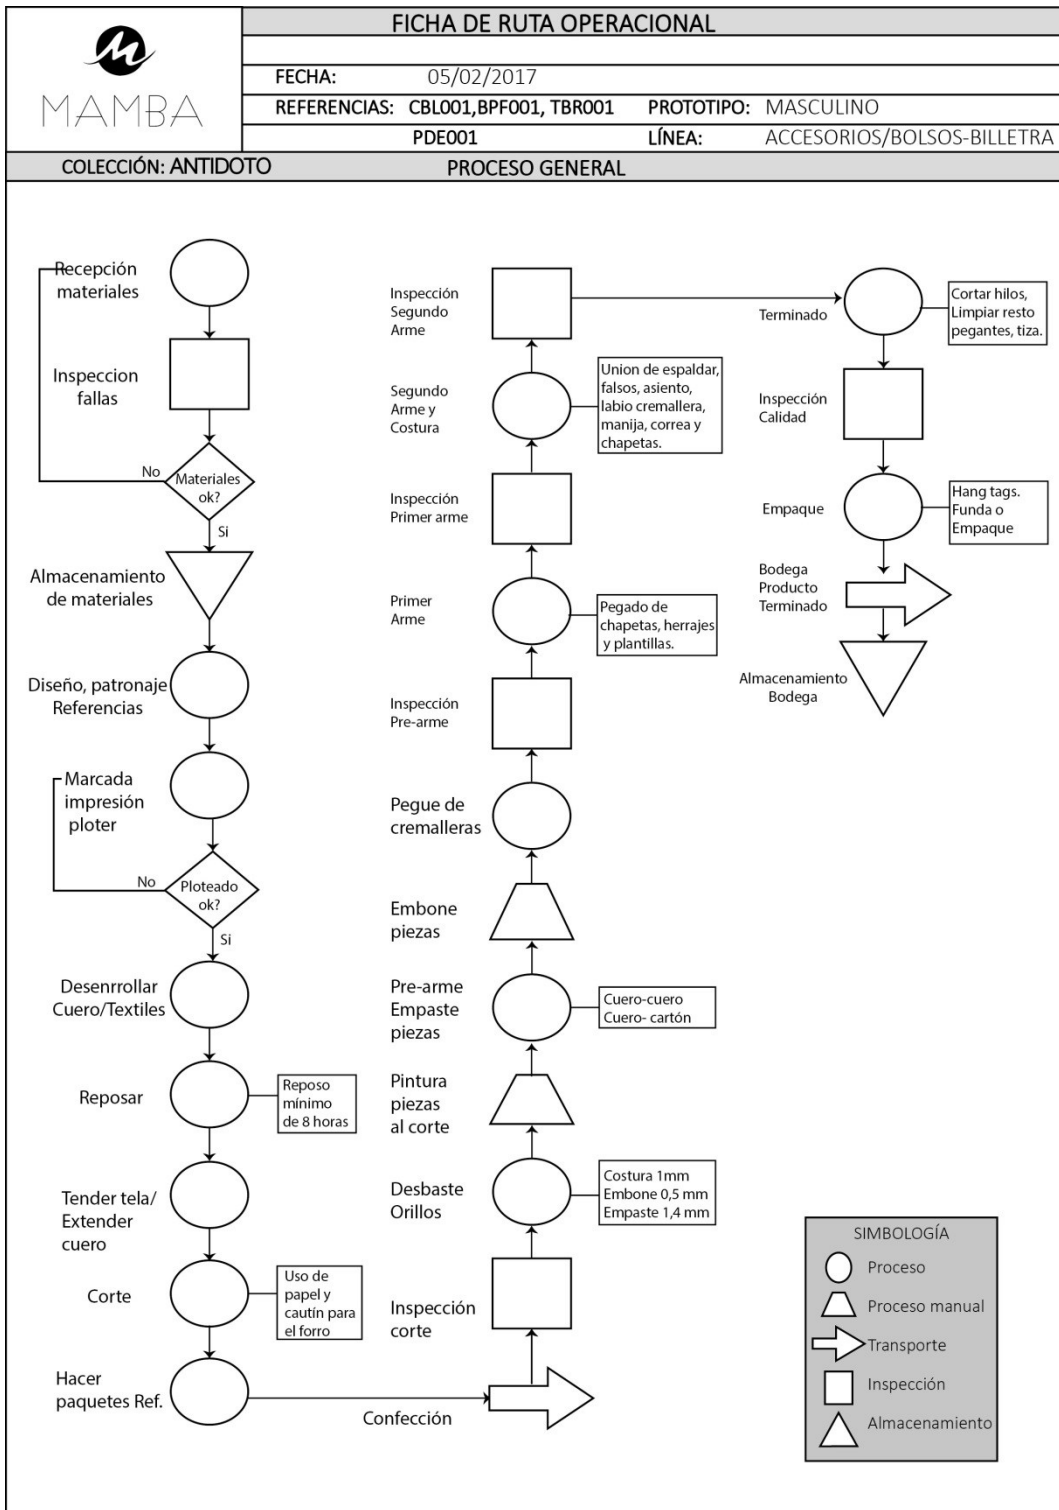 FICHA DE RUTA OPERACIONAL
MAMBA
FECHA: 05/02/2017
REFERENCIAS: CBL001,BPF001, TBR001 PROTOTIPO: MASCULINO
PDE001 LÍNEA: ACCESORIOS/BOLSOS-BILLETRA
COLECCIÓN: ANTIDOTO PROCESO GENERAL
Recepción
materiales
Inspeccion
fallas
No
Materiales
ok?
Si
Almacenamiento
de materiales
Diseño, patronaje
Referencias
Marcada
impresión
ploter
No
Ploteado
ok?
Si
Desenrrollar
Cuero/Textiles
Reposar
Reposo
mínimo
de 8 horas
Tender tela/
Extender
cuero
Corte
Uso de
papel y
cautín para
el forro
Hacer
paquetes Ref.
Confección
Inspección
corte
Desbaste
Orillos
Costura 1mm
Embone 0,5 mm
Empaste 1,4 mm
Pintura
piezas
al corte
Pre-arme
Empaste
piezas
Cuero-cuero
Cuero- cartón
Embone
piezas
Pegue de
cremalleras
Inspección
Pre-arme
Primer
Arme
Pegado de
chapetas, herrajes
y plantillas.
Inspección
Primer arme
Segundo
Arme y
Costura
Union de espaldar,
falsos, asiento,
labio cremallera,
manija, correa y
chapetas.
Inspección
Segundo
Arme
Terminado
Cortar hilos,
Limpiar resto
pegantes, tiza.
Inspección
Calidad
Empaque
Hang tags.
Funda o
Empaque
Bodega
Producto
Terminado
Almacenamiento
Bodega
SIMBOLOGÍA
Proceso
Proceso manual
Transporte
Inspección
Almacenamiento